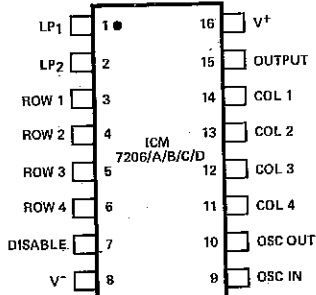 LP1 1 16 V+
LP2 2 15 OUTPUT
ROW 1 3 14 COL 1
ROW 2 4 13 COL 2
ICM
7206/A/B/C/D
ROW 3 5 12 COL 3
ROW 4 6 11 COL 4
DISABLE 7 10 OSC OUT
V- 8 9 OSC IN